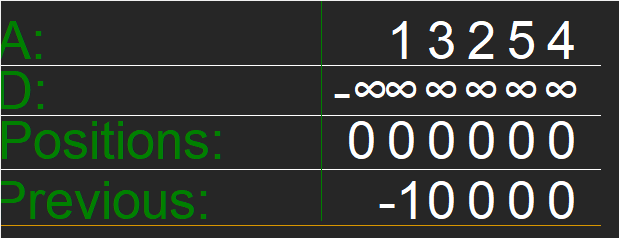 A: 1 3 2 5 4
D: -∞ ∞ ∞ ∞ ∞ ∞
Positions: 0 0 0 0 0 0
Previous: -1 0 0 0 0